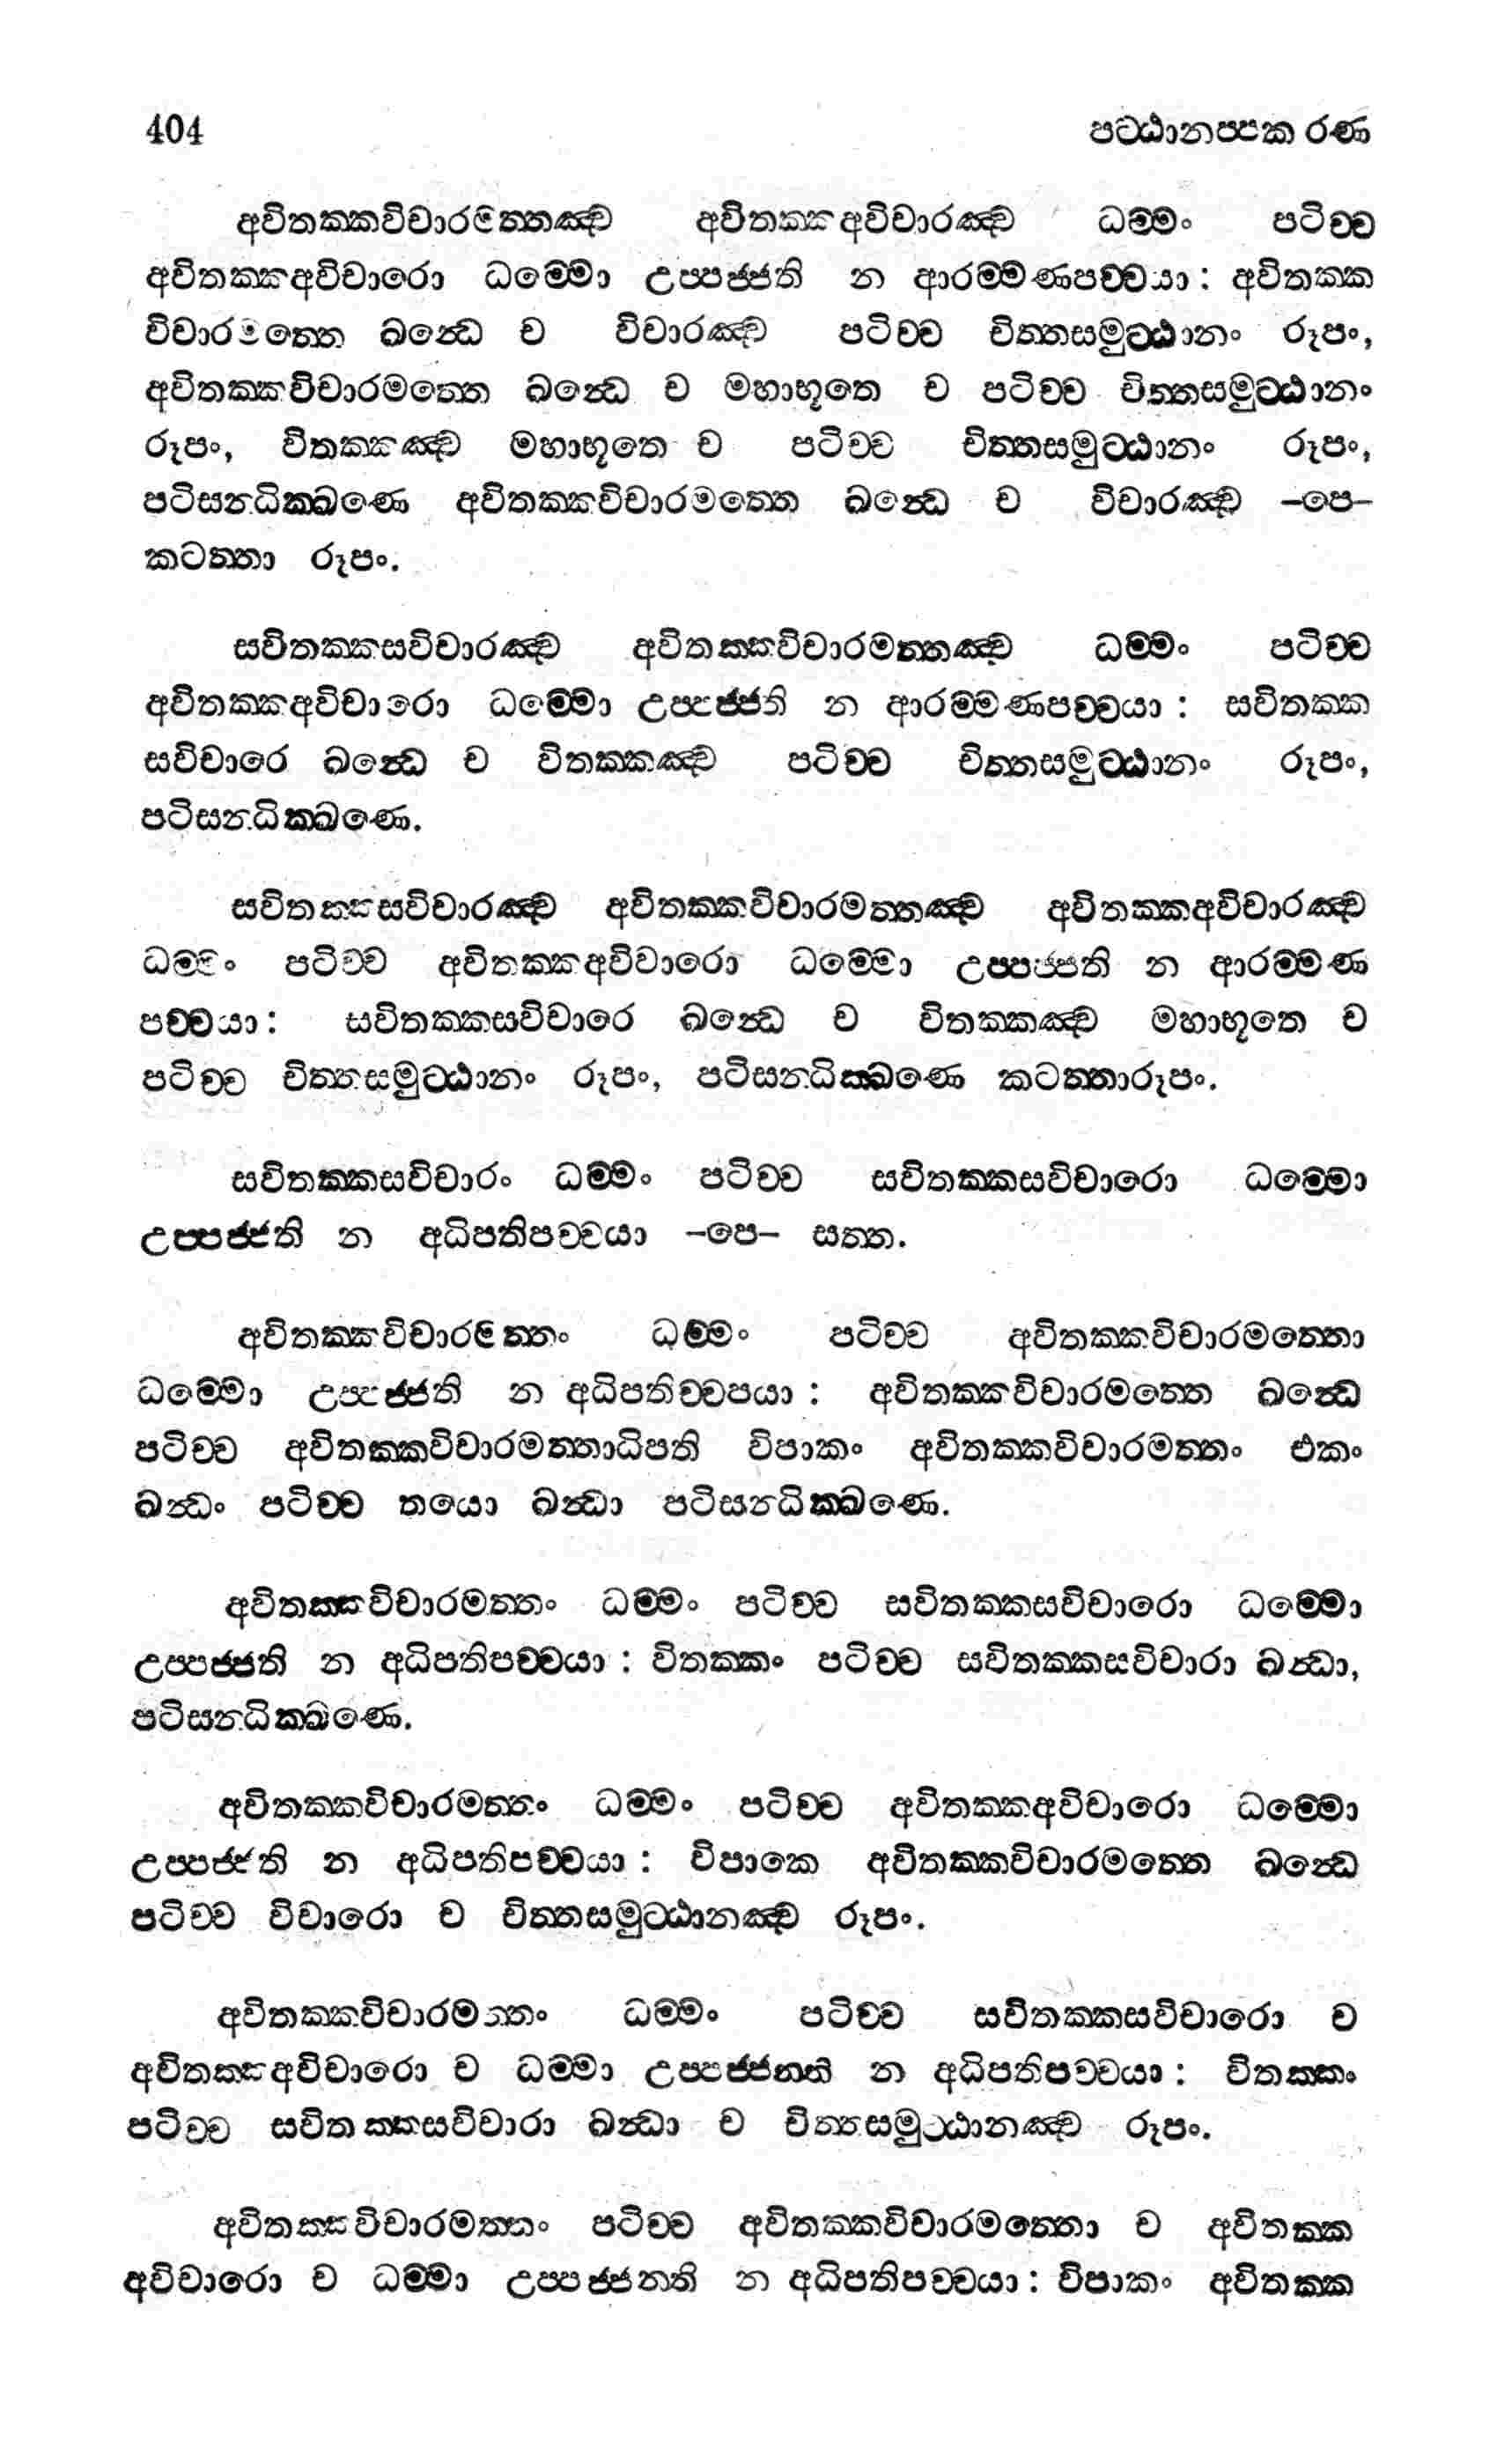 404 පට්ඨානප්පකරණ
අවිතක්කවිචාරමත්තඤ්ච අවිතක්කඅවිචාරඤ්ච ධම්මං පටිච්ච
අවිතක්කඅවිචාරො ධම්මො උප්පජ්ජති න ආරම්මණපච්චයා: අවිතක්ක
විචාරමත්තෙ ඛන්ධෙ ච විචාරඤ්ච පටිච්ච චිත්තසමුට්ඨානං රූපං,
අවිතක්කවිචාරමත්තෙ ඛන්ධෙ ච මහාභූතෙ ච පටිච්ච චිත්තසමුට්ඨානං
රූපං, විතක්කඤ්ච මහාභූතෙ ච පටිච්ච චිත්තසමුට්ඨානං රූපං,
පටිසන්ධික්ඛණෙ අවිතක්කවිචාරමත්තෙ ඛන්ධෙ ච විචාරඤ්ච –පෙ–
කටත්තා රූපං.
සවිතක්කසවිචාරඤ්ච අවිතක්කවිචාරමත්තඤ්ච ධම්මං පටිච්ච
අවිතක්කඅවිචාරො ධම්මො උප්පජ්ජති න ආරම්මණපච්චයා: සවිතක්ක
සවිචාරෙ ඛන්ධෙ ච විතක්කඤ්ච පටිච්ච චිත්තසමුට්ඨානං රූපං,
පටිසන්ධික්ඛණෙ.
සවිතක්කසවිචාරඤ්ච අවිතක්කවිචාරමත්තඤ්ච අවිතක්කඅවිචාරඤ්ච
ධම්මං පටිච්ච අවිතක්කඅවිචාරො ධම්මො උප්පජ්ජති න ආරම්මණ
පච්චයා: සවිතක්කසවිචාරෙ ඛන්ධෙ ච විතක්කඤ්ච මහාභූතෙ ච
පටිච්ච චිත්තසමුට්ඨානං රූපං, පටිසන්ධික්ඛණෙ කටත්තාරූපං.
සවිතක්කසවිචාරං ධම්මං පටිච්ච සවිතක්කසවිචාරො ධම්මො
උප්පජ්ජති න අධිපතිපච්චයා –පෙ– සත්ත.
අවිතක්කවිචාරමත්තං ධම්මං පටිච්ච අවිතක්කවිචාරමත්තො
ධම්මො උප්පජ්ජති න අධිපතිච්චපයා: අවිතක්කවිචාරමත්තෙ ඛන්ධෙ
පටිච්ච අවිතක්කවිචාරමත්තාධිපති විපාකං අවිතක්කවිචාරමත්තං එකං
ඛන්ධං පටිච්ච තයො ඛන්ධා පටිසන්ධික්ඛණෙ.
අවිතක්කවිචාරමත්තං ධම්මං පටිච්ච සවිතක්කසවිචාරො ධම්මො
උප්පජ්ජති න අධිපතිපච්චයා: විතක්කං පටිච්ච සවිතක්කසවිචාරා ඛන්ධා,
පටිසන්ධික්ඛණෙ.
අවිතක්කවිචාරමත්තං ධම්මං පටිච්ච අවිතක්කඅවිචාරො ධම්මො
උප්පජ්ජති න අධිපතිපච්චයා: විපාකෙ අවිතක්කවිචාරමත්තෙ ඛන්ධෙ
පටිච්ච විචාරො ච චිත්තසමුට්ඨානඤ්ච රූපං.
අවිතක්කවිචාරමත්තං ධම්මං පටිච්ච සවිතක්කසවිචාරො ච
අවිතක්කඅවිචාරො ච ධම්මා උප්පජ්ජන්ති න අධිපතිපච්චයා: විතක්කං
පටිච්ච සවිතක්කසවිචාරා ඛන්ධා ච චිත්තසමුට්ඨානඤ්ච රූපං.
අවිතක්කවිචාරමත්තං පටිච්ච අවිතක්කවිචාරමත්තො ච අවිතක්ක
අවිචාරො ච ධම්මා උප්පජ්ජන්ති න අධිපතිපච්චයා: විපාකං අවිතක්ක